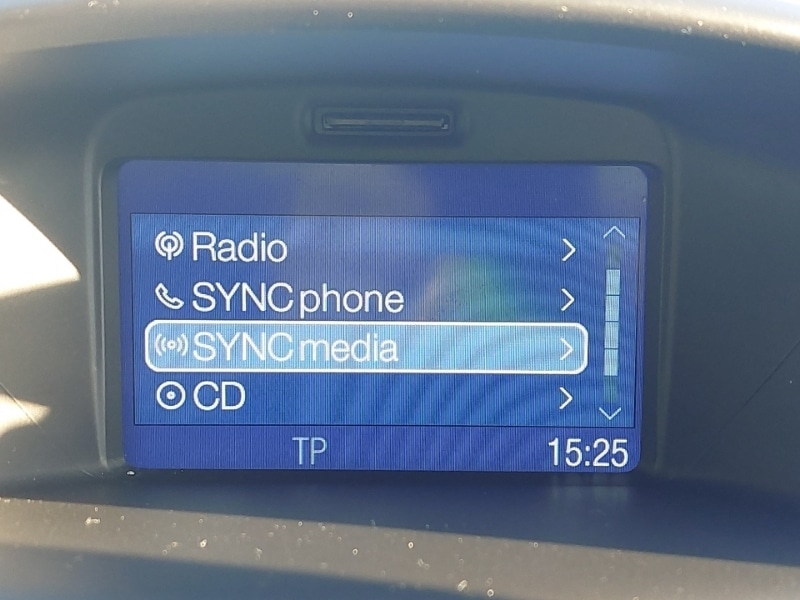 Radio
SYNC phone
SYNC media
CD
TP 15:25